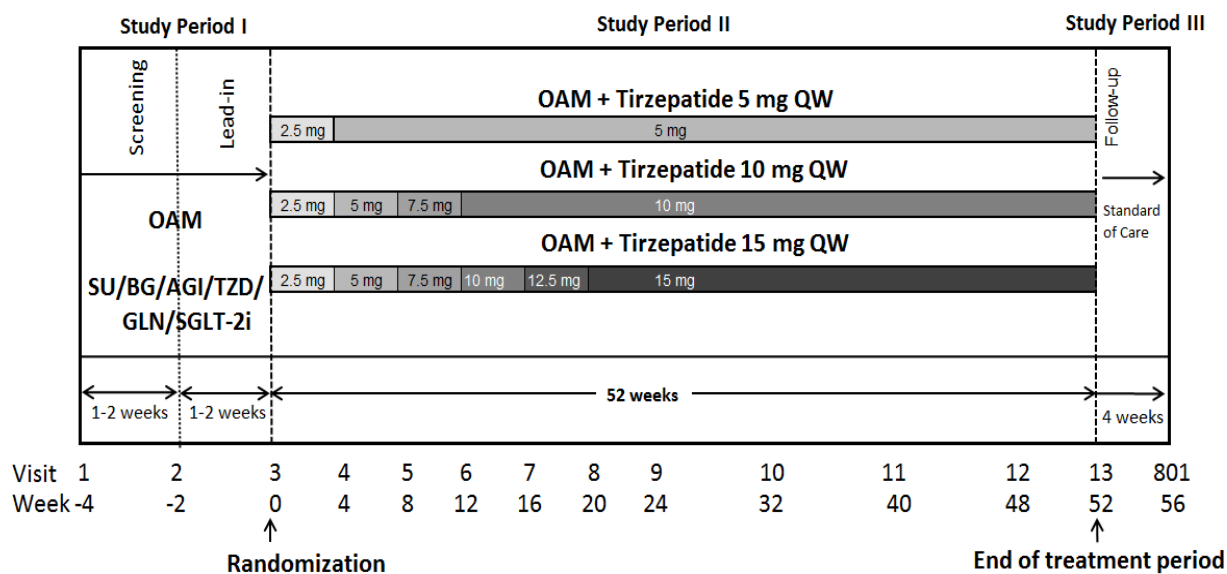 Study Period I
Study Period II
Study Period III
Screening
Lead-in
OAM
SU/BG/AGI/TZD/
GLN/SGLT-2i
OAM + Tirzepatide 5 mg QW
2.5 mg 5 mg
OAM + Tirzepatide 10 mg QW
2.5 mg 5 mg 7.5 mg 10 mg
OAM + Tirzepatide 15 mg QW
2.5 mg 5 mg 7.5 mg 10 mg 12.5 mg 15 mg
Follow-up
Standard
of Care
1-2 weeks 1-2 weeks 52 weeks 4 weeks
Visit 1 2 3 4 5 6 7 8 9 10 11 12 13 801
Week -4 -2 0 4 8 12 16 20 24 32 40 48 52 56
Randomization
End of treatment period